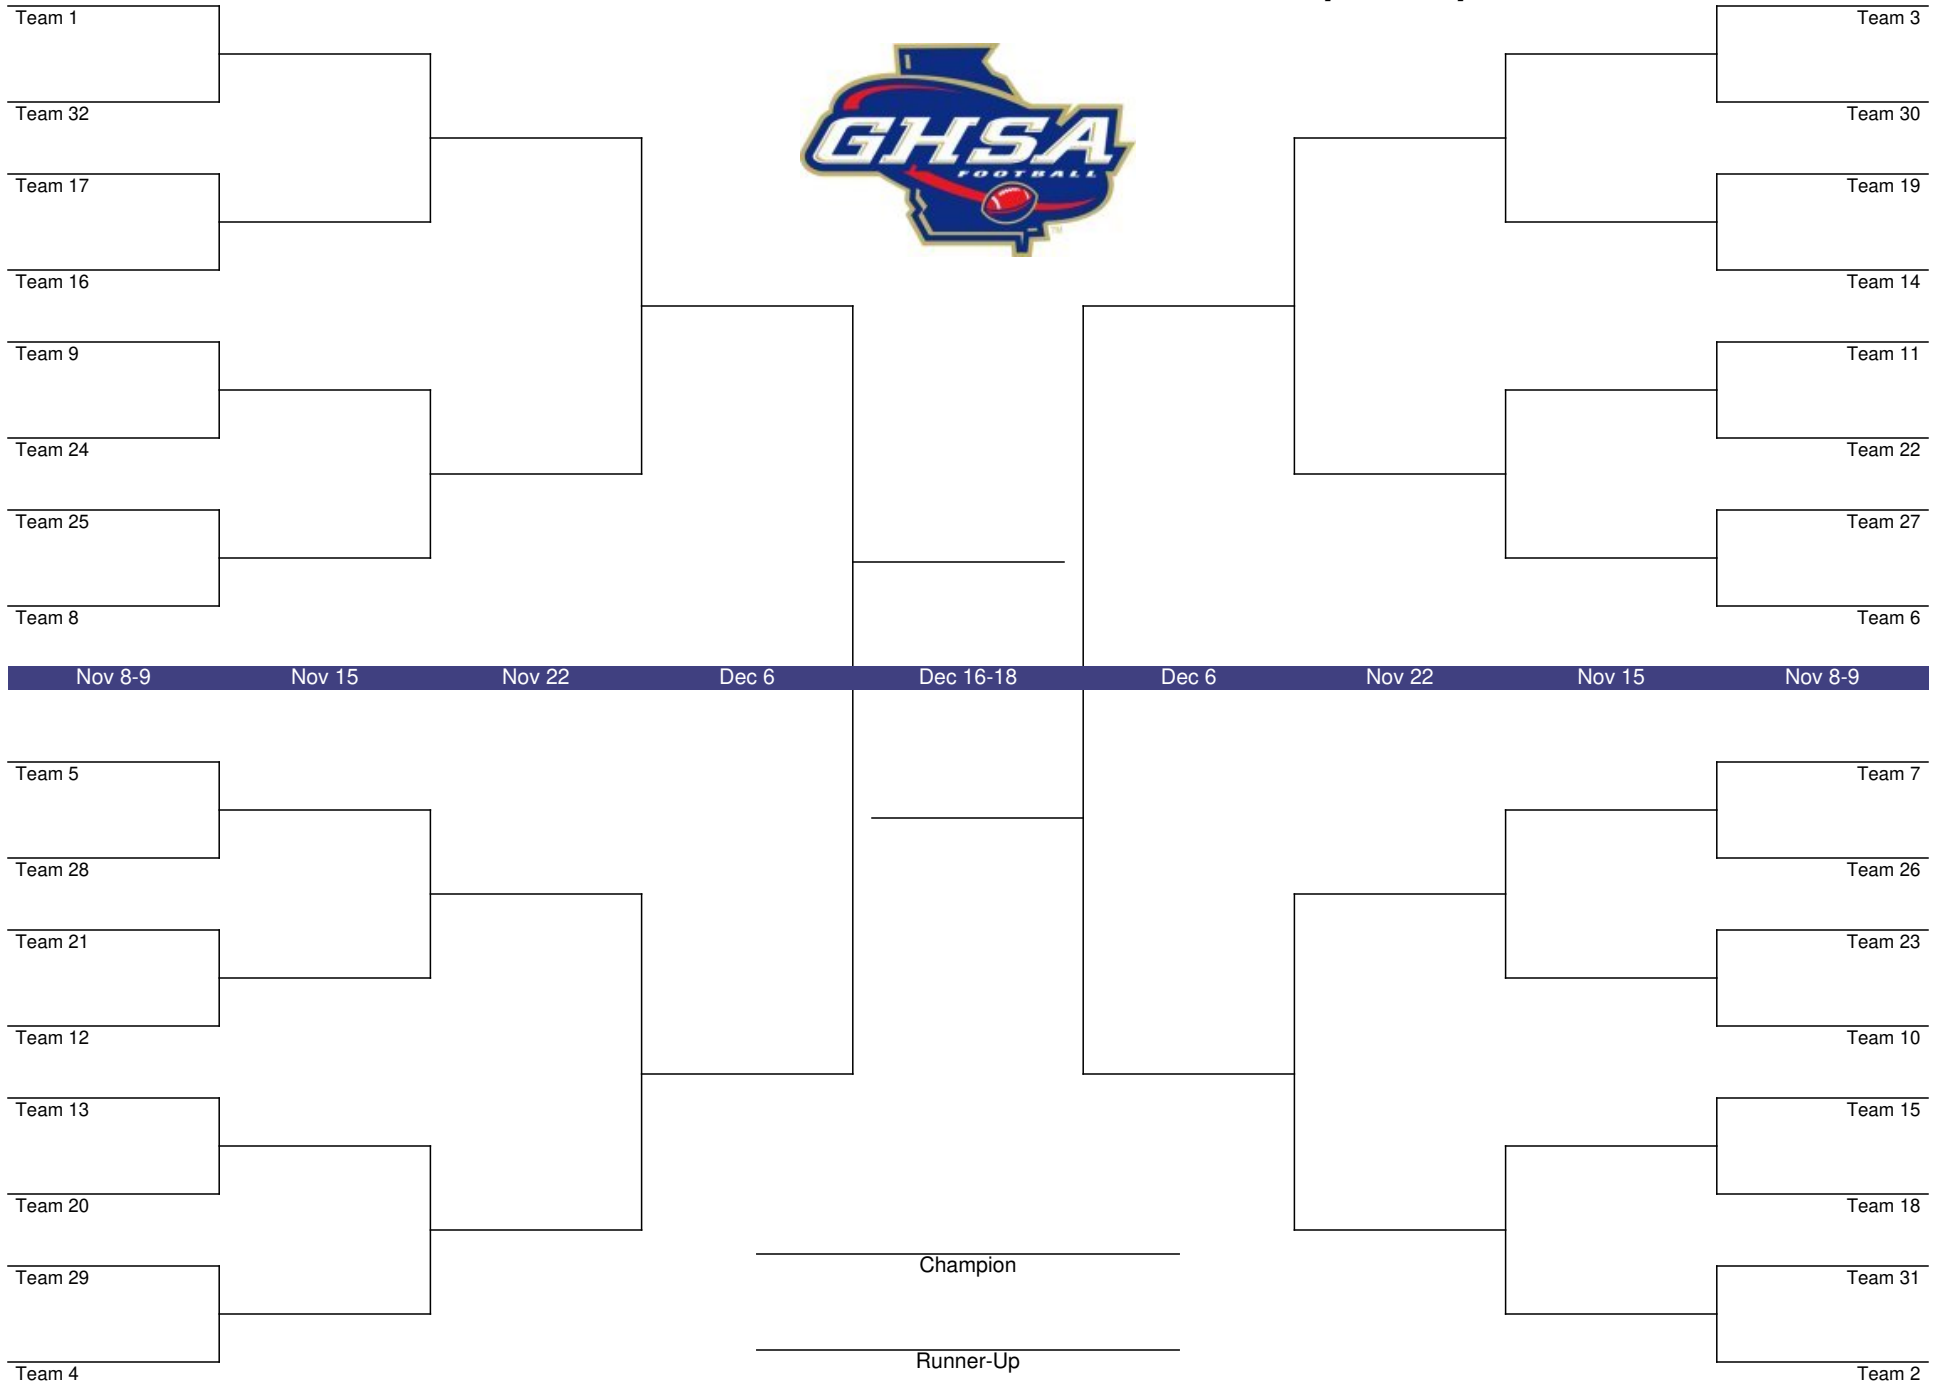 Team 1
Team 32
Team 17
Team 16
Team 9
Team 24
Team 25
Team 8
GHSA
FOOTBALL
TM
Team 3
Team 30
Team 19
Team 14
Team 11
Team 22
Team 27
Team 6
Nov 8-9 Nov 15 Nov 22 Dec 6 Dec 16-18 Dec 6 Nov 22 Nov 15 Nov 8-9
Team 5
Team 28
Team 21
Team 12
Team 13
Team 20
Team 29
Team 4
Team 7
Team 26
Team 23
Team 10
Team 15
Team 18
Team 31
Team 2
Champion
Runner-Up